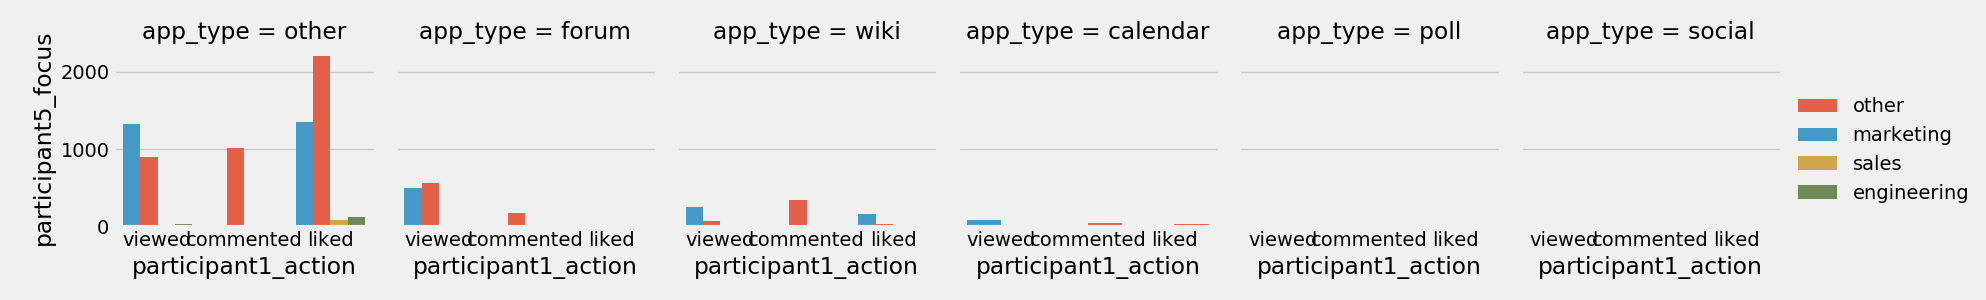 app_type = other
app_type = forum
app_type = wiki
app_type = calendar
app_type = poll
app_type = social
participant5_focus
2000
1000
0
viewed commented liked
viewed commented liked
viewed commented liked
viewed commented liked
viewed commented liked
viewed commented liked
participant1_action
participant1_action
participant1_action
participant1_action
participant1_action
participant1_action
other
marketing
sales
engineering